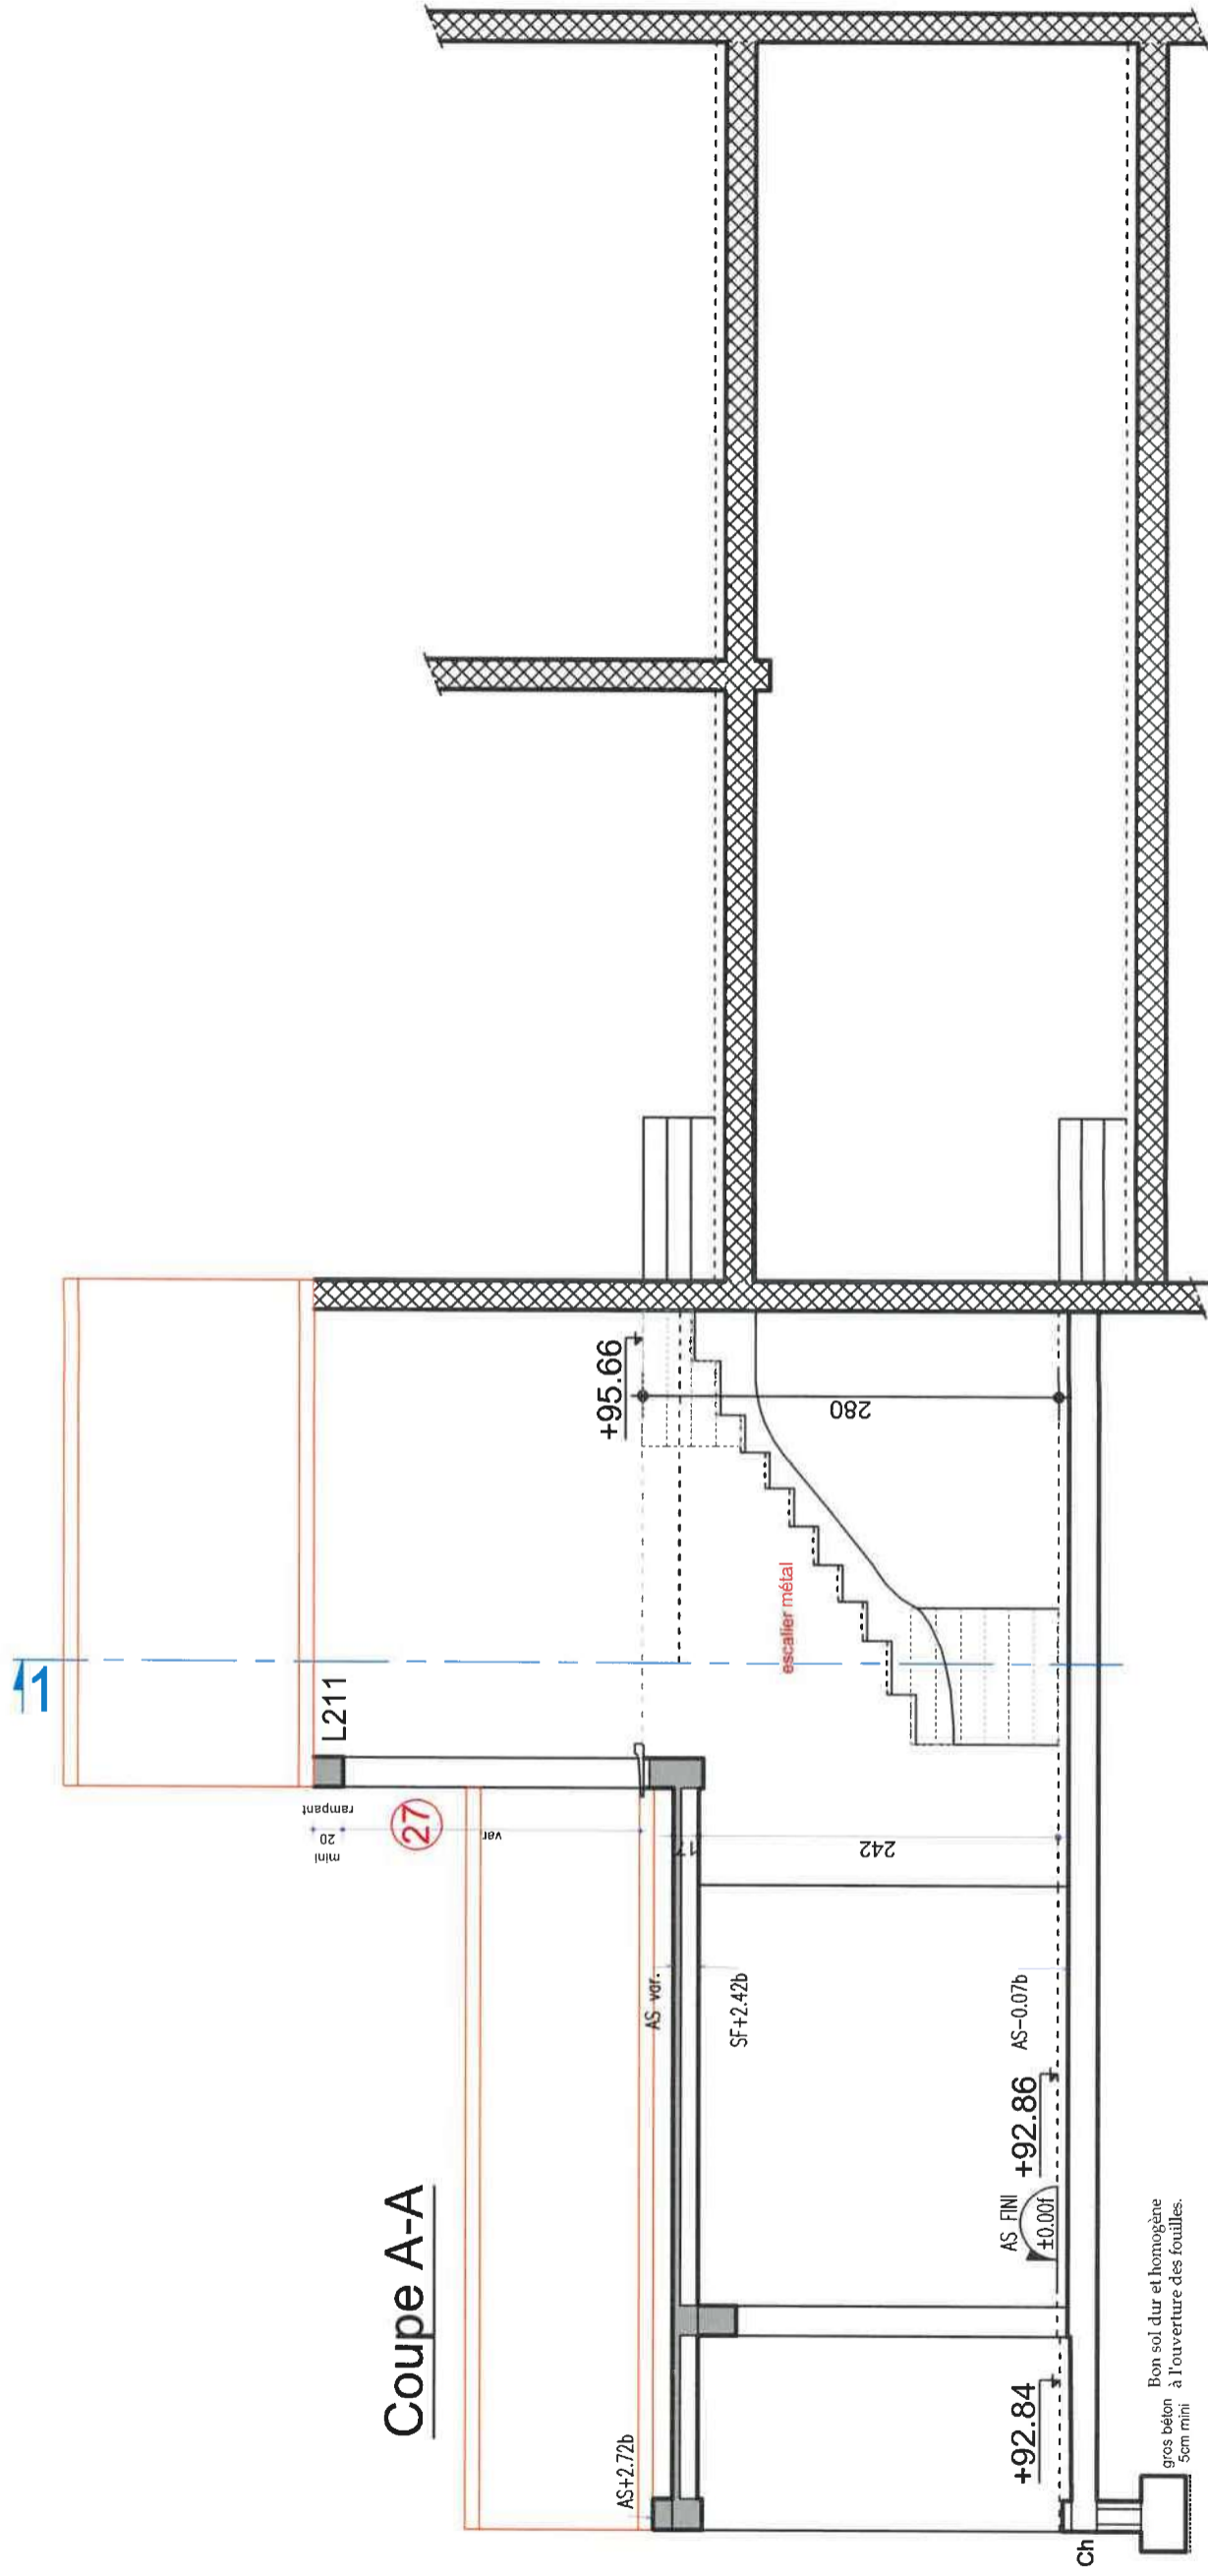 Coupe A-A
1
L211
rampant
20
mini
27
var
+95.66
280
escalier métal
AS+2.72b
AS var.
17
242
SF+2.42b
AS-0.07b
AS FINI
±0.00f
+92.86
+92.84
Ch
gros béton
5cm mini
Bon sol dur et homogène
à l'ouverture des fouilles.